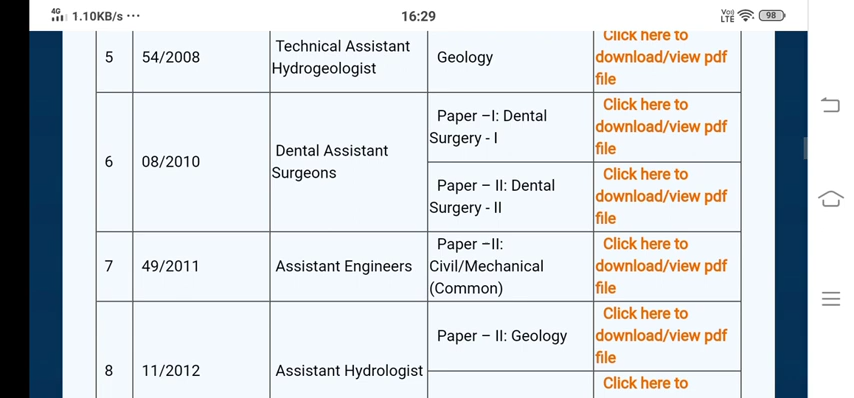 4G 1.10KB/s ··· 16:29 Vo) LTE 98
5 54/2008 Technical Assistant Hydrogeologist Geology Click here to download/view pdf file
6 08/2010 Dental Assistant Surgeons Paper –I: Dental Surgery - I Click here to download/view pdf file
Paper – II: Dental Surgery - II Click here to download/view pdf file
7 49/2011 Assistant Engineers Paper –II: Civil/Mechanical (Common) Click here to download/view pdf file
8 11/2012 Assistant Hydrologist Paper – II: Geology Click here to download/view pdf file
Click here to